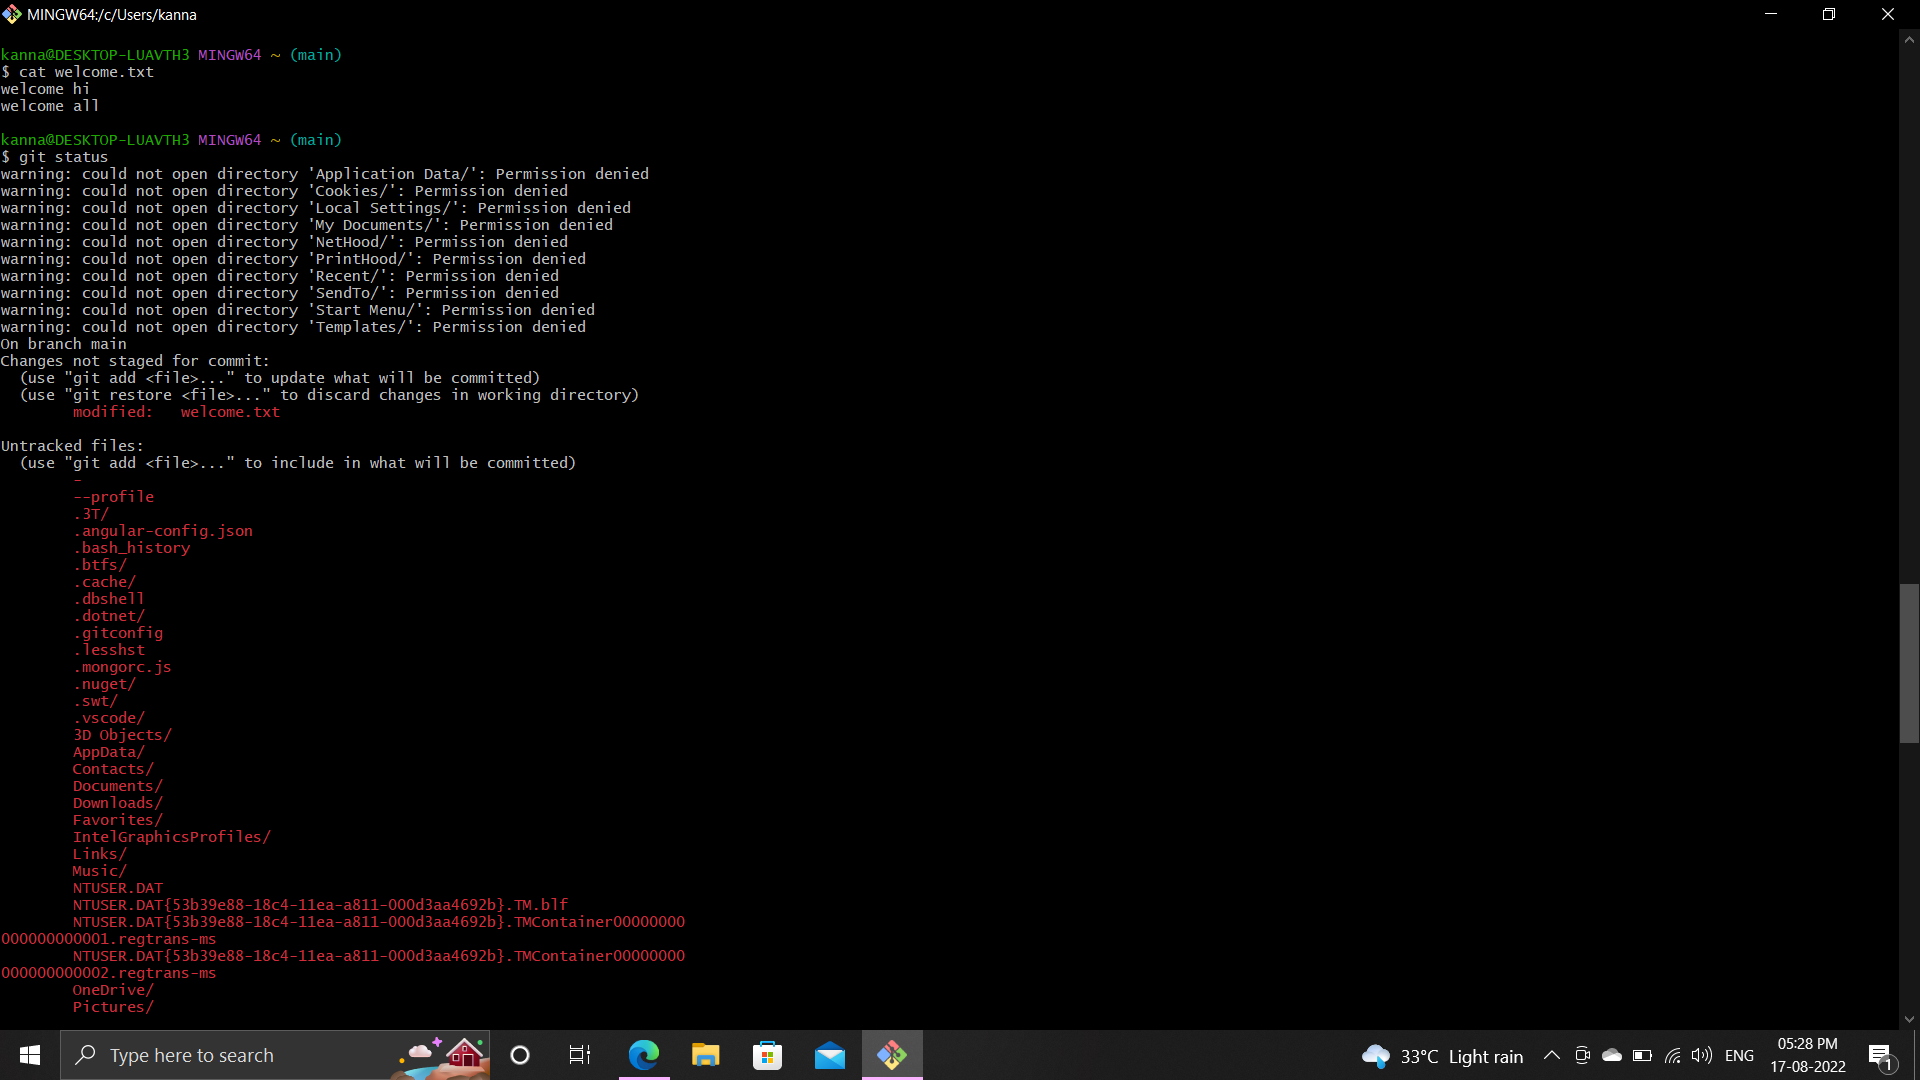 MINGW64:/c/Users/kanna
kanna@DESKTOP-LUAVTH3 MINGW64 ~ (main)
$ cat welcome.txt
welcome hi
welcome all
kanna@DESKTOP-LUAVTH3 MINGW64 ~ (main)
$ git status
warning: could not open directory 'Application Data/': Permission denied
warning: could not open directory 'Cookies/': Permission denied
warning: could not open directory 'Local Settings/': Permission denied
warning: could not open directory 'My Documents/': Permission denied
warning: could not open directory 'NetHood/': Permission denied
warning: could not open directory 'PrintHood/': Permission denied
warning: could not open directory 'Recent/': Permission denied
warning: could not open directory 'SendTo/': Permission denied
warning: could not open directory 'Start Menu/': Permission denied
warning: could not open directory 'Templates/': Permission denied
On branch main
Changes not staged for commit:
  (use "git add <file>..." to update what will be committed)
  (use "git restore <file>..." to discard changes in working directory)
        modified:   welcome.txt
Untracked files:
  (use "git add <file>..." to include in what will be committed)
        -
        --profile
        .3T/
        .angular-config.json
        .bash_history
        .btfs/
        .cache/
        .dbshell
        .dotnet/
        .gitconfig
        .lesshst
        .mongorc.js
        .nuget/
        .swt/
        .vscode/
        3D Objects/
        AppData/
        Contacts/
        Documents/
        Downloads/
        Favorites/
        IntelGraphicsProfiles/
        Links/
        Music/
        NTUSER.DAT
        NTUSER.DAT{53b39e88-18c4-11ea-a811-000d3aa4692b}.TM.blf
        NTUSER.DAT{53b39e88-18c4-11ea-a811-000d3aa4692b}.TMContainer00000000
000000000001.regtrans-ms
        NTUSER.DAT{53b39e88-18c4-11ea-a811-000d3aa4692b}.TMContainer00000000
000000000002.regtrans-ms
        OneDrive/
        Pictures/
Type here to search
33°C Light rain
ENG
05:28 PM
17-08-2022
1